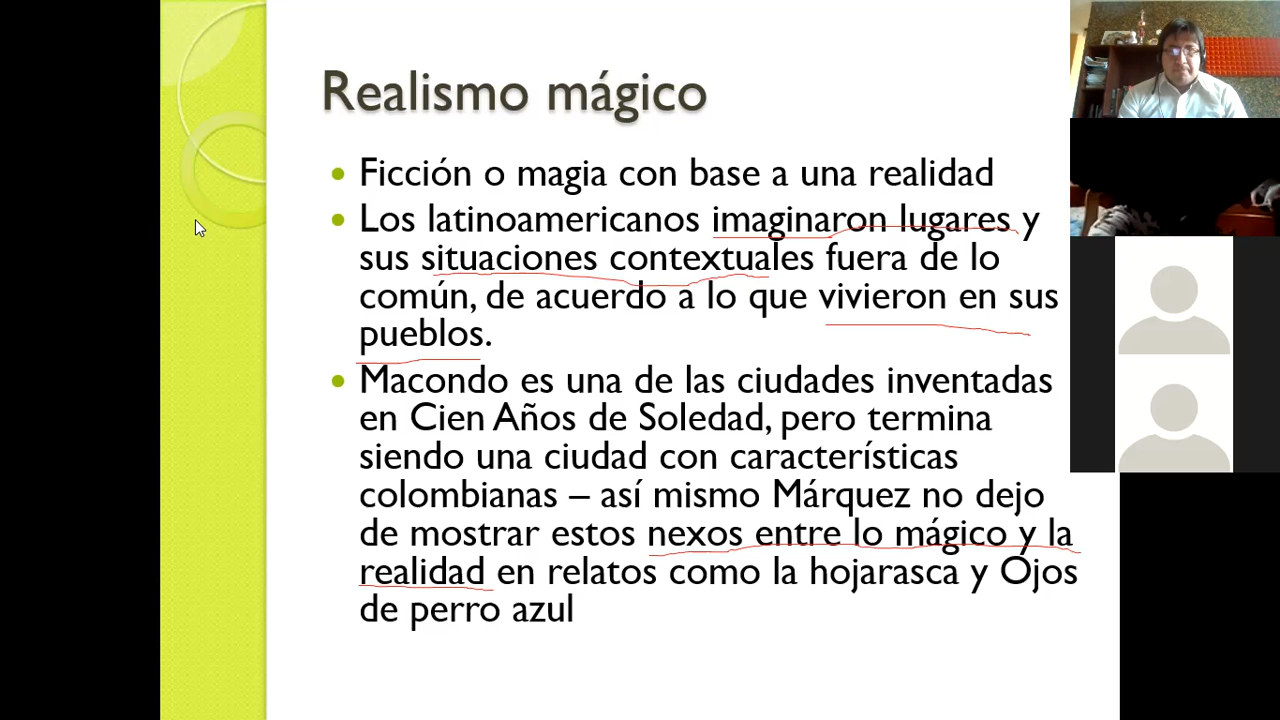 Realismo mágico
Ficción o magia con base a una realidad
Los latinoamericanos imaginaron lugares y
sus situaciones contextuales fuera de lo
común, de acuerdo a lo que vivieron en sus
pueblos.
Macondo es una de las ciudades inventadas
en Cien Años de Soledad, pero termina
siendo una ciudad con características
colombianas – así mismo Márquez no dejo
de mostrar estos nexos entre lo mágico y la
realidad en relatos como la hojarasca y Ojos
de perro azul